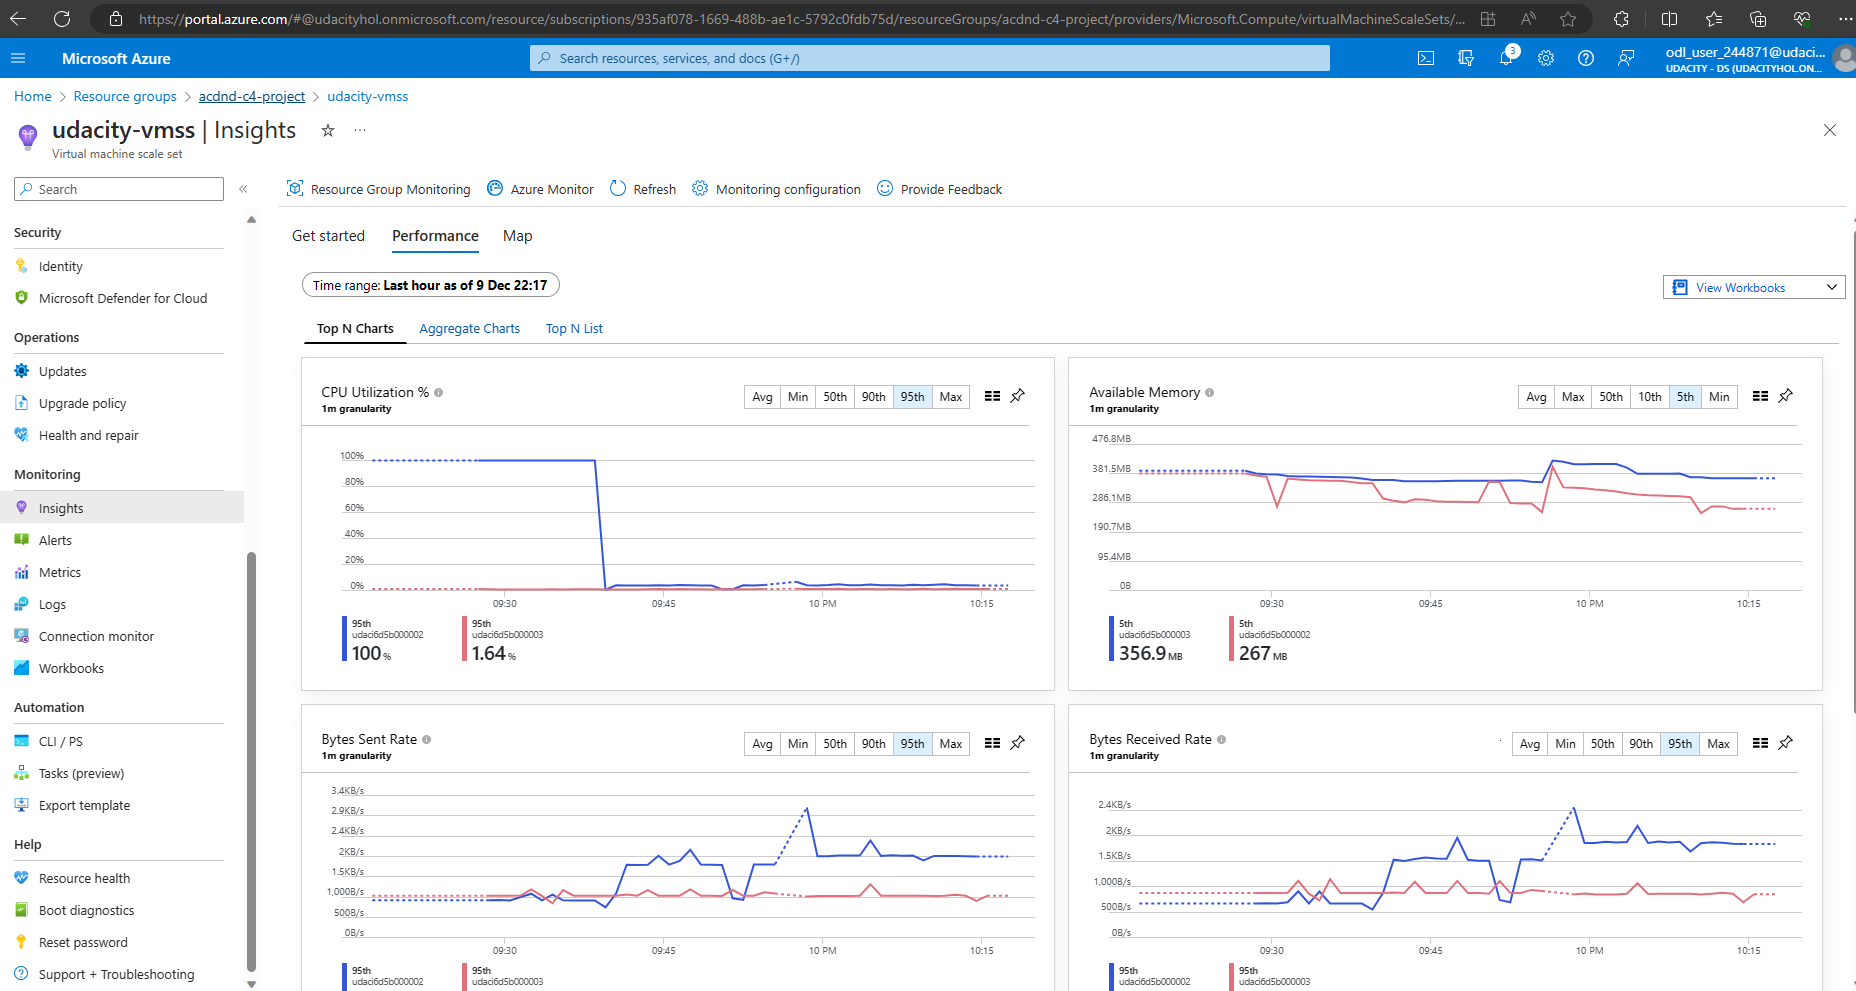 https://portal.azure.com/#@udacityhol.onmicrosoft.com/resource/subscriptions/935af078-1669-488b-ae1c-5792c0fdb75d/resourceGroups/acdnd-c4-project/providers/Microsoft.Compute/virtualMachineScaleSets/...
Microsoft Azure
Search resources, services, and docs (G+/)
3
odl_user_244871@udaci...
UDACITY - DS (UDACITYHOL.ON...
Home > Resource groups > acdnd-c4-project > udacity-vmss
udacity-vmss | Insights
Virtual machine scale set
Search
Resource Group Monitoring Azure Monitor Refresh Monitoring configuration Provide Feedback
Security
Identity
Microsoft Defender for Cloud
Operations
Updates
Upgrade policy
Health and repair
Monitoring
Insights
Alerts
Metrics
Logs
Connection monitor
Workbooks
Automation
CLI / PS
Tasks (preview)
Export template
Help
Resource health
Boot diagnostics
Reset password
Support + Troubleshooting
Get started Performance Map
Time range: Last hour as of 9 Dec 22:17
View Workbooks
Top N Charts Aggregate Charts Top N List
CPU Utilization %
1m granularity
Avg Min 50th 90th 95th Max
100%
80%
60%
40%
20%
0%
09:30 09:45 10 PM 10:15
95th
udaci6d5b000002
100 %
95th
udaci6d5b000003
1.64 %
Available Memory
1m granularity
Avg Max 50th 10th 5th Min
476.8MB
381.5MB
286.1MB
190.7MB
95.4MB
0B
09:30 09:45 10 PM 10:15
5th
udaci6d5b000003
356.9 MB
5th
udaci6d5b000002
267 MB
Bytes Sent Rate
1m granularity
Avg Min 50th 90th 95th Max
3.4KB/s
2.9KB/s
2.4KB/s
2KB/s
1.5KB/s
1,000B/s
500B/s
0B/s
09:30 09:45 10 PM 10:15
95th
udaci6d5b000002
95th
udaci6d5b000003
Bytes Received Rate
1m granularity
Avg Min 50th 90th 95th Max
2.4KB/s
2KB/s
1.5KB/s
1,000B/s
500B/s
0B/s
09:30 09:45 10 PM 10:15
95th
udaci6d5b000002
95th
udaci6d5b000003